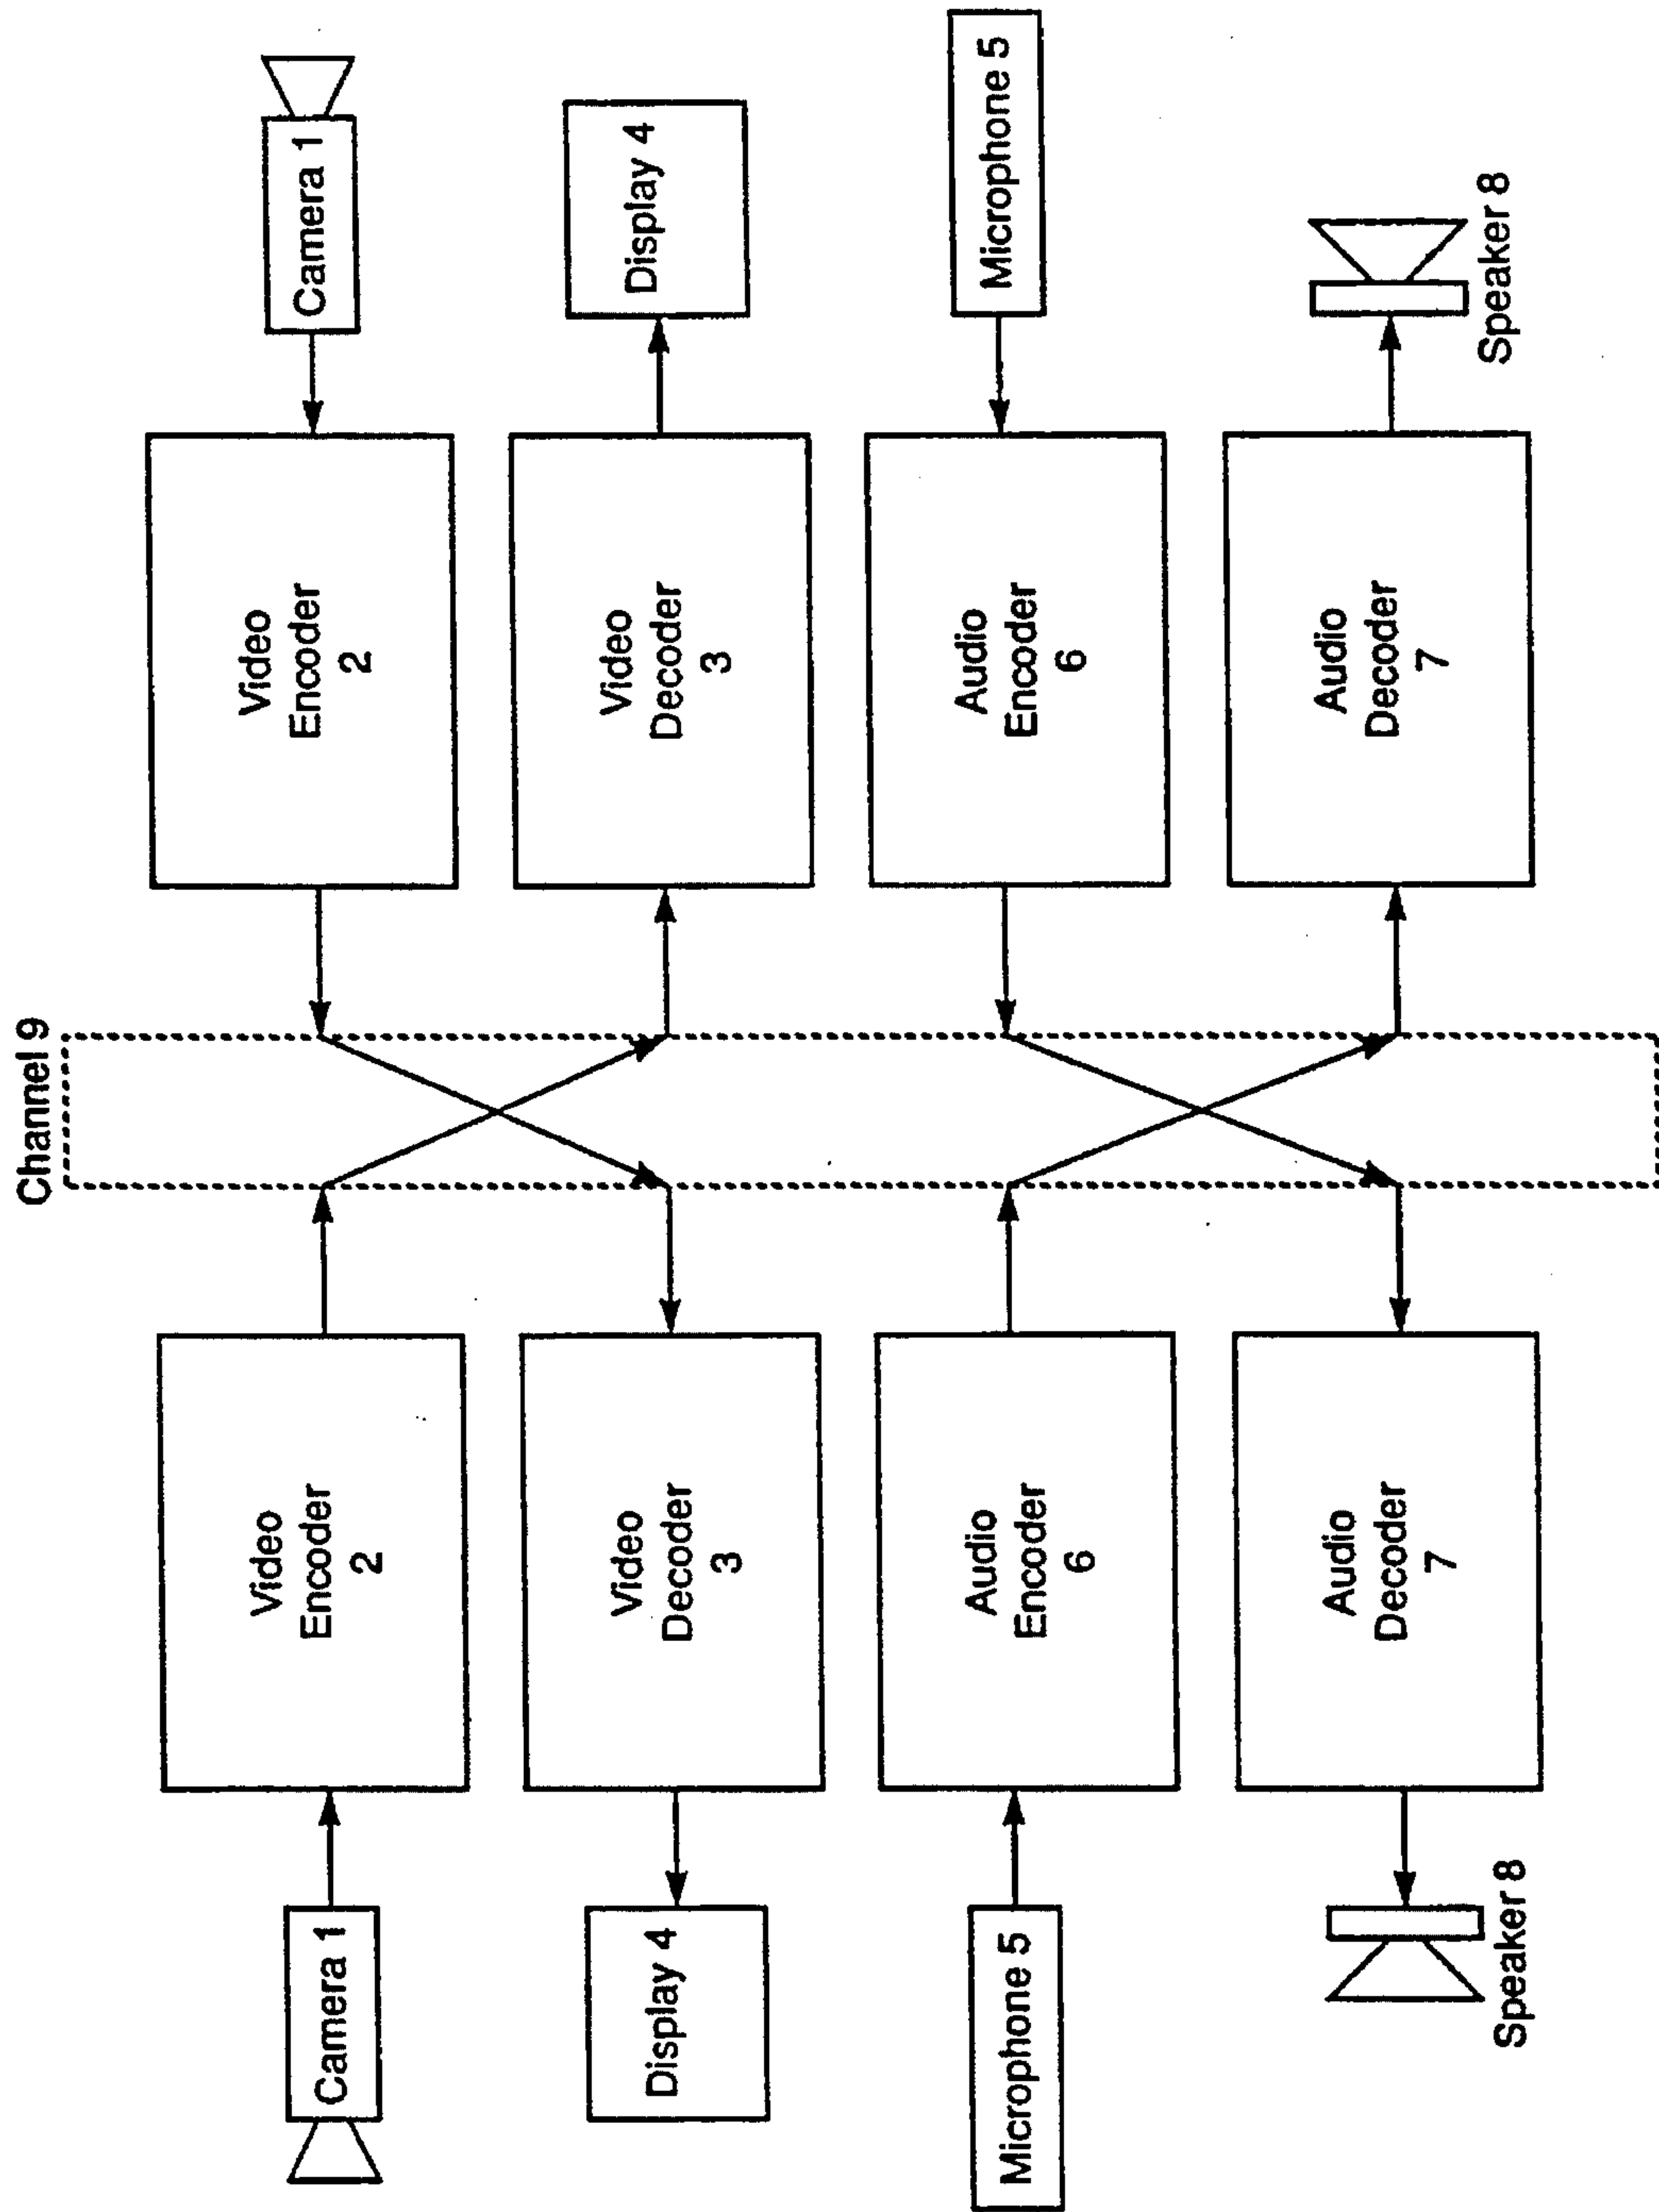 Channel 9
Camera 1
Video
Encoder
2
Video
Encoder
2
Camera 1
Display 4
Video
Decoder
3
Video
Decoder
3
Display 4
Microphone 5
Audio
Encoder
6
Audio
Encoder
6
Microphone 5
Speaker 8
Audio
Decoder
7
Audio
Decoder
7
Speaker 8